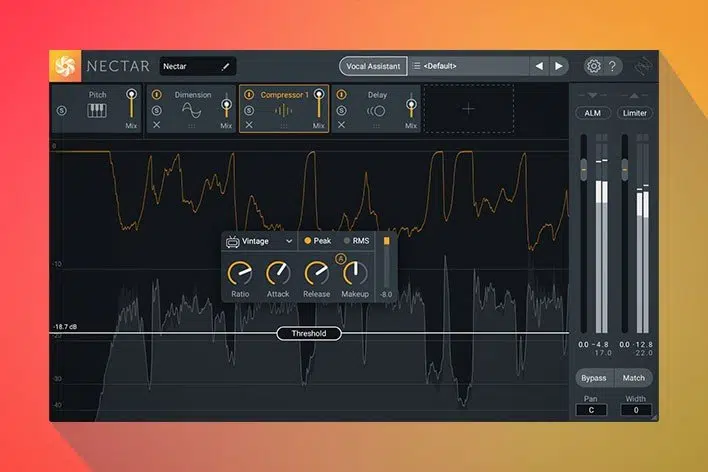 NECTAR
Nectar
Vocal Assistant
<Default>
?
Pitch
Dimension
Compressor 1
Delay
S
S
S
S
Mix
Mix
Mix
Mix
+
ALM
Limiter
0
Vintage
Peak
RMS
A
Ratio
Attack
Release
Makeup
-8.0
-10
-18.7 dB
Threshold
-20
-30
-40
0.0 -4.8
17.0
0.0 -12.8
22.0
Bypass
Match
Pan
Width
C
0